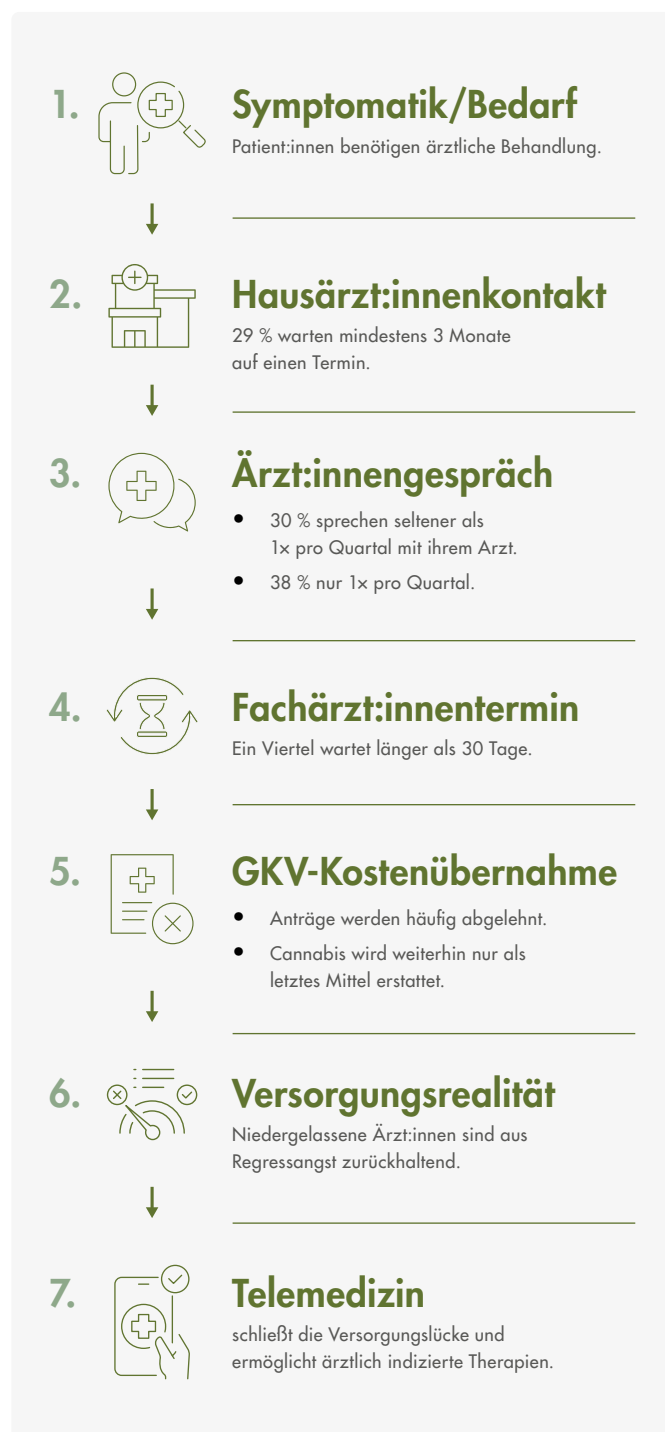 1.
Symptomatik/Bedarf
Patient:innen benötigen ärztliche Behandlung.
2.
Hausärzt:innenkontakt
29 % warten mindestens 3 Monate
auf einen Termin.
3.
Ärzt:innengespräch
• 30 % sprechen seltener als
1× pro Quartal mit ihrem Arzt.
• 38 % nur 1× pro Quartal.
4.
Fachärzt:innentermin
Ein Viertel wartet länger als 30 Tage.
5.
GKV-Kostenübernahme
• Anträge werden häufig abgelehnt.
• Cannabis wird weiterhin nur als
letztes Mittel erstattet.
6.
Versorgungsrealität
Niedergelassene Ärzt:innen sind aus
Regressangst zurückhaltend.
7.
Telemedizin
schließt die Versorgungslücke und
ermöglicht ärztlich indizierte Therapien.